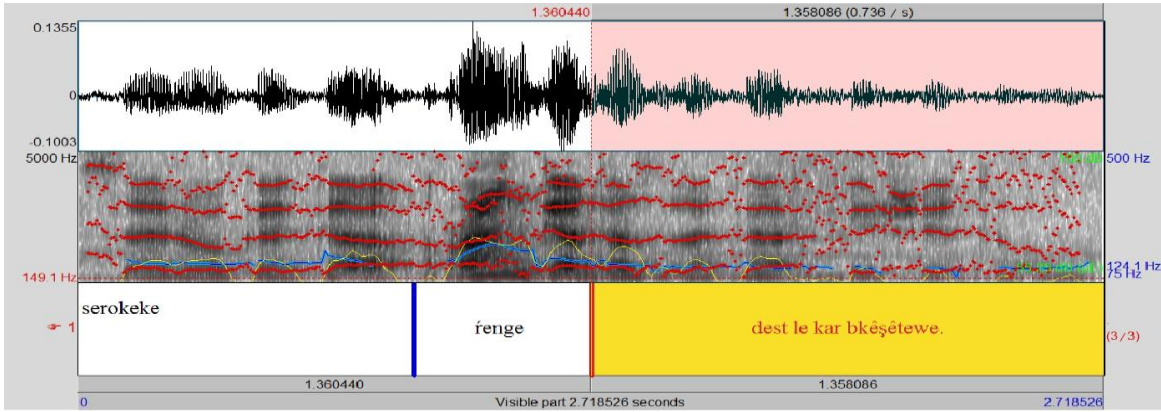 1.360440 1.358086 (0.736 / s)
0.1355
0
-0.1003
5000 Hz 500 Hz
149.1 Hz 124.1 Hz
75 Hz
serokeke
1 ŕenge dest le kar bkêşêtewe. (3/3)
1.360440 1.358086
0 Visible part 2.718526 seconds 2.718526